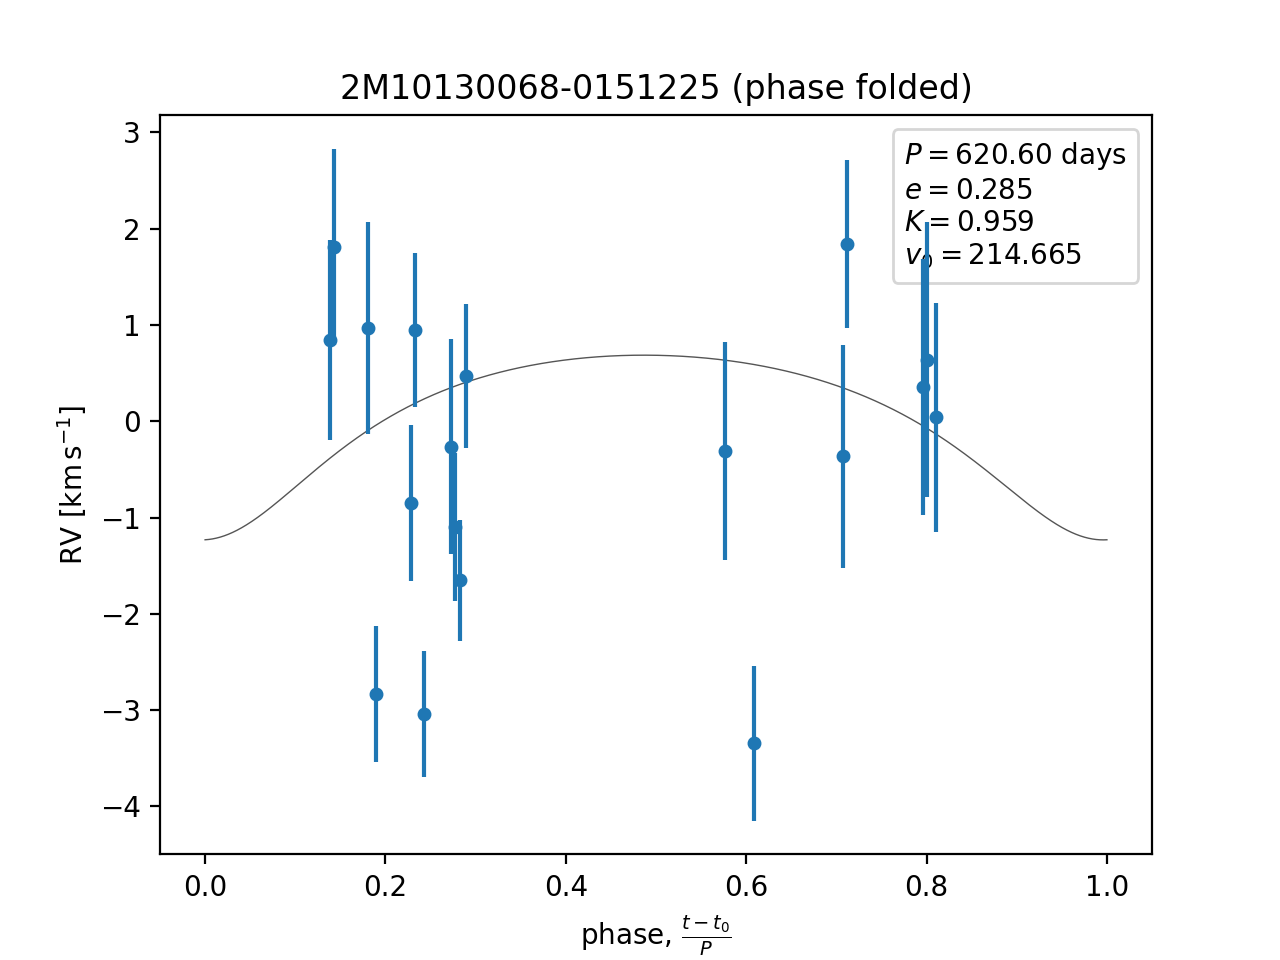 2M10130068-0151225 (phase folded)
P = 620.60 days
e = 0.285
K = 0.959
v₀ = 214.665
3
2
1
0
−1
−2
−3
−4
RV [km s⁻¹]
0.0 0.2 0.4 0.6 0.8 1.0
phase, (t − t₀)/P